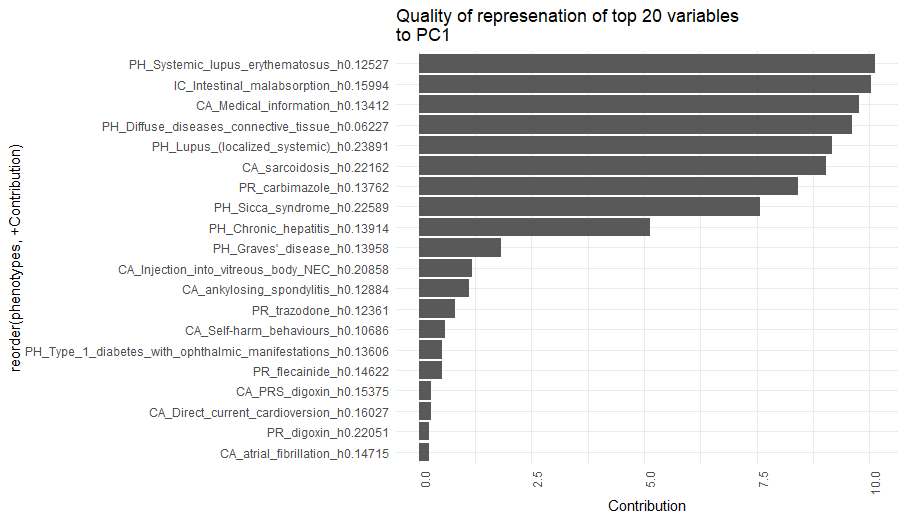 Quality of represenation of top 20 variables
to PC1
reorder(phenotypes, +Contribution)
PH_Systemic_lupus_erythematosus_h0.12527
IC_Intestinal_malabsorption_h0.15994
CA_Medical_information_h0.13412
PH_Diffuse_diseases_connective_tissue_h0.06227
PH_Lupus_(localized_systemic)_h0.23891
CA_sarcoidosis_h0.22162
PR_carbimazole_h0.13762
PH_Sicca_syndrome_h0.22589
PH_Chronic_hepatitis_h0.13914
PH_Graves'_disease_h0.13958
CA_Injection_into_vitreous_body_NEC_h0.20858
CA_ankylosing_spondylitis_h0.12884
PR_trazodone_h0.12361
CA_Self-harm_behaviours_h0.10686
PH_Type_1_diabetes_with_ophthalmic_manifestations_h0.13606
PR_flecainide_h0.14622
CA_PRS_digoxin_h0.15375
CA_Direct_current_cardioversion_h0.16027
PR_digoxin_h0.22051
CA_atrial_fibrillation_h0.14715
0.0
2.5
5.0
7.5
10.0
Contribution